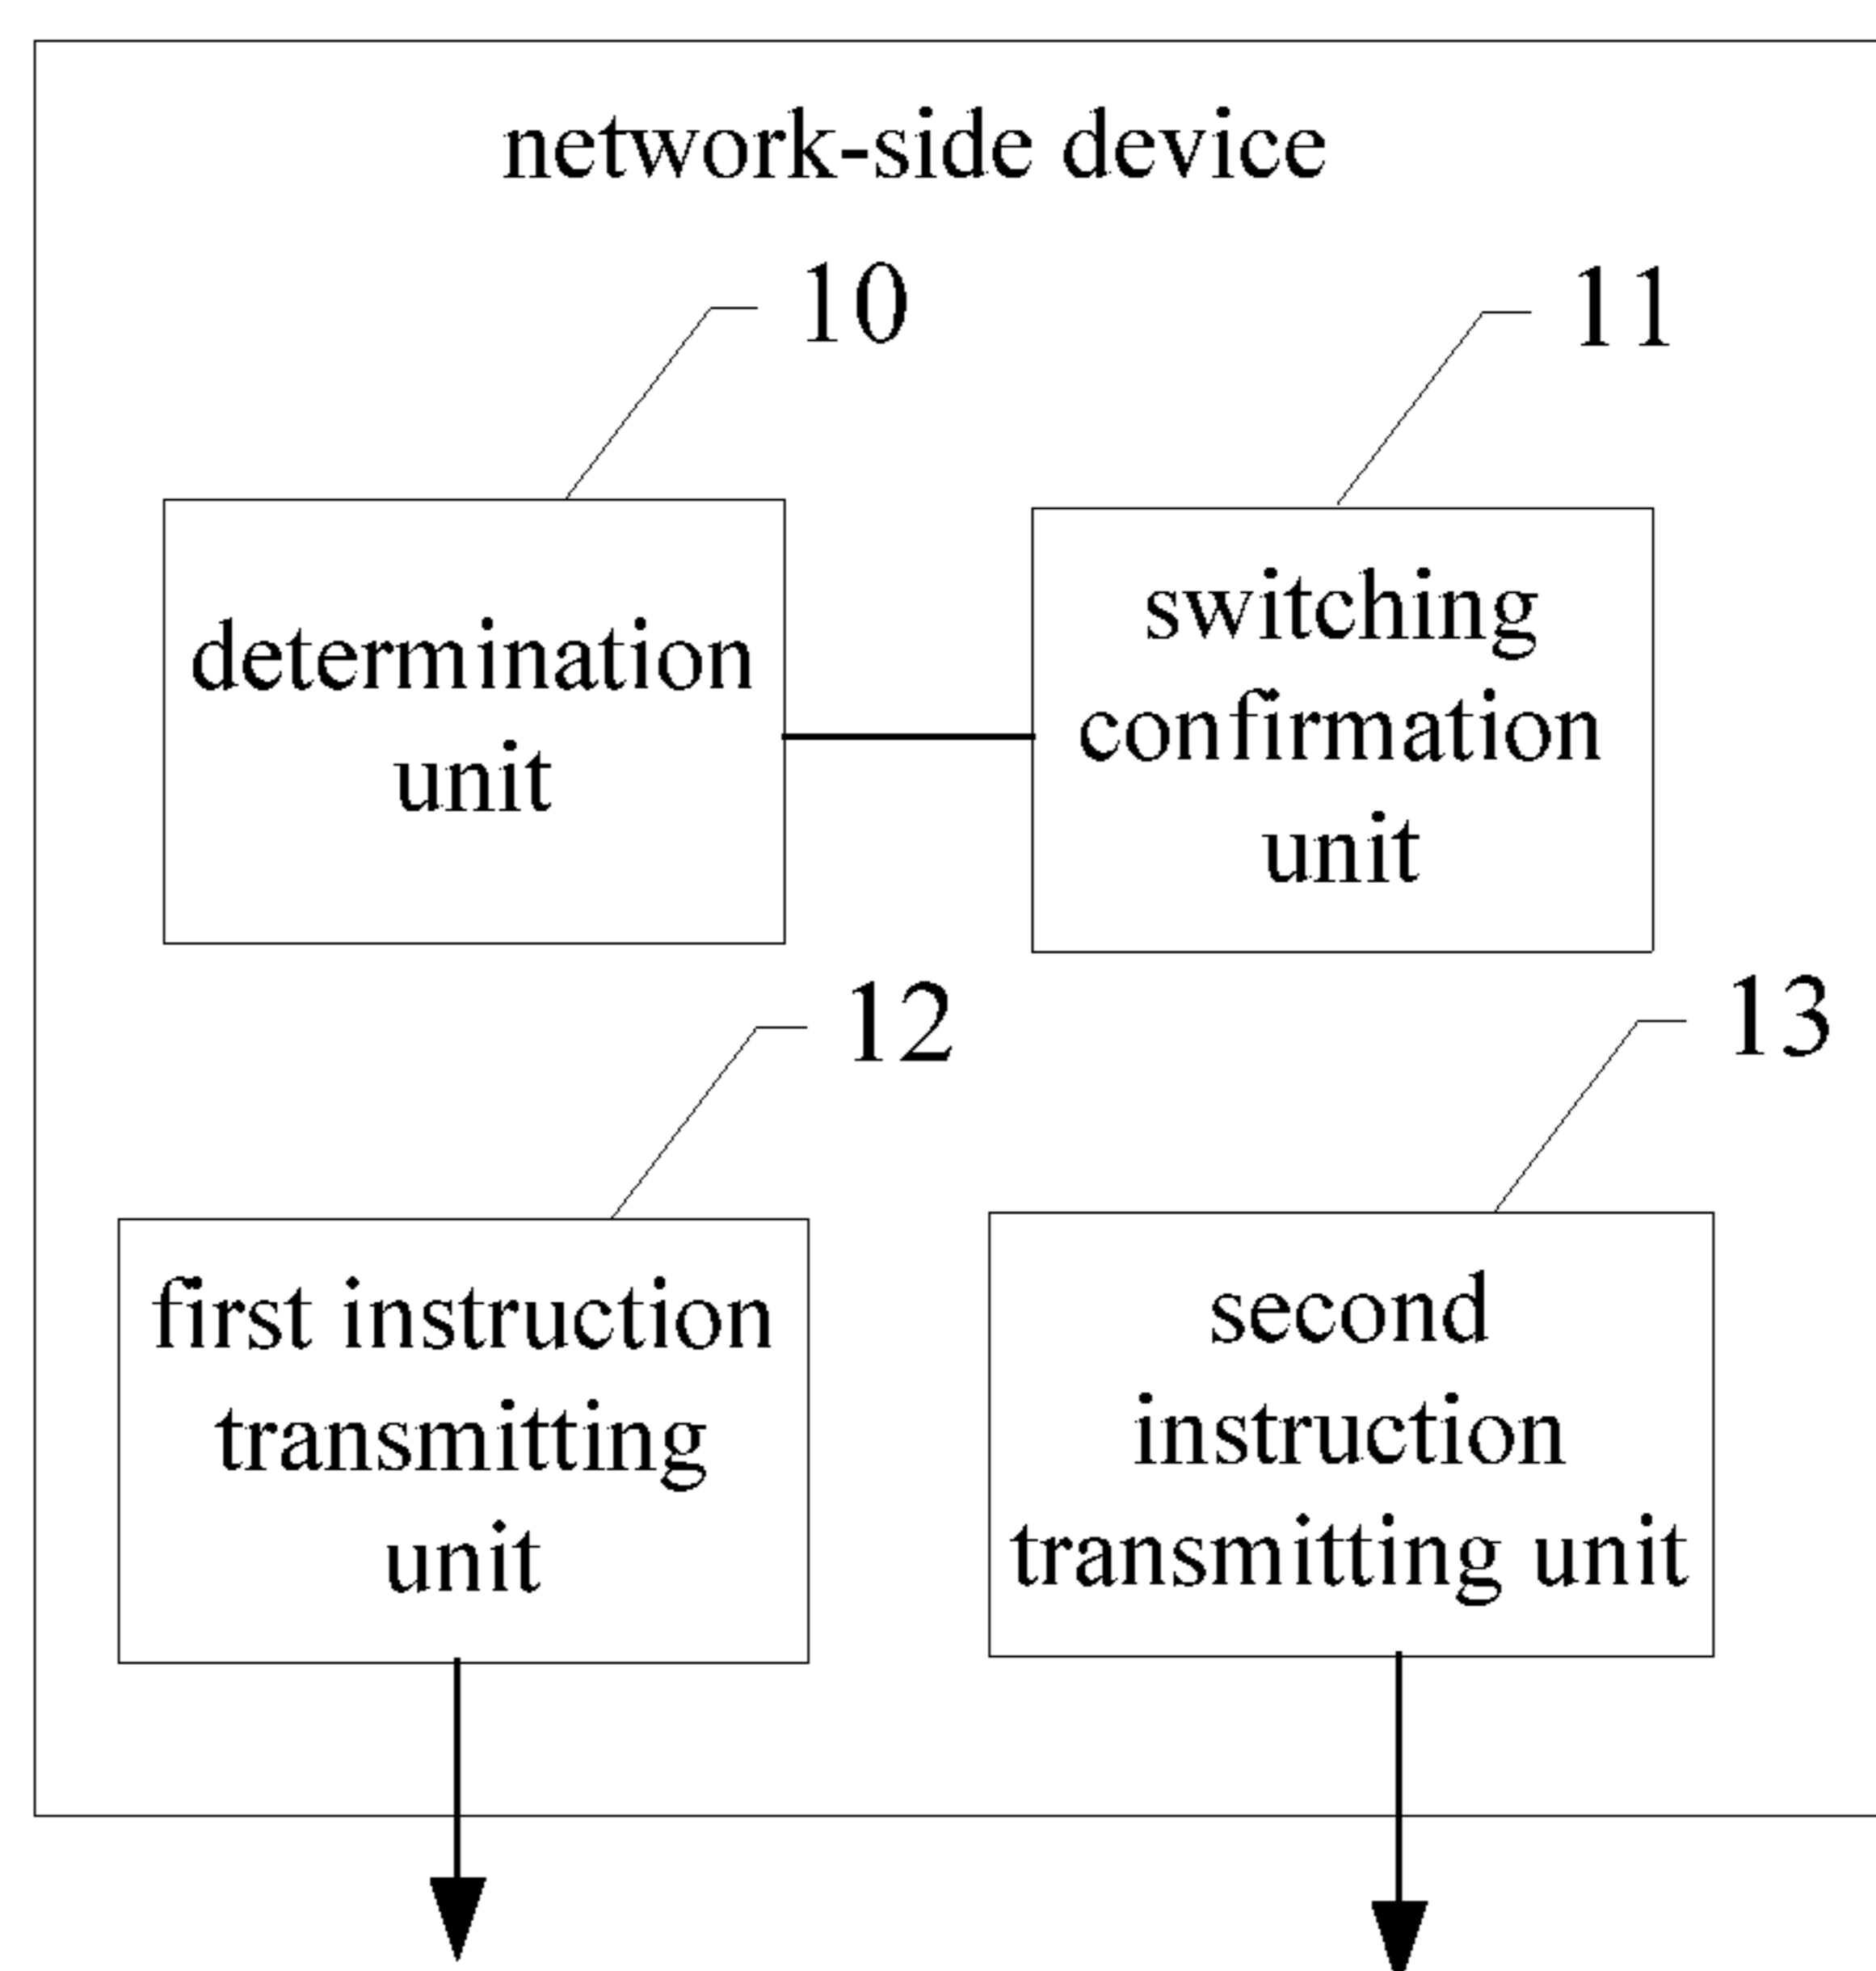 network-side device
10
11
determination
unit
switching
confirmation
unit
12
13
first instruction
transmitting
unit
second
instruction
transmitting unit